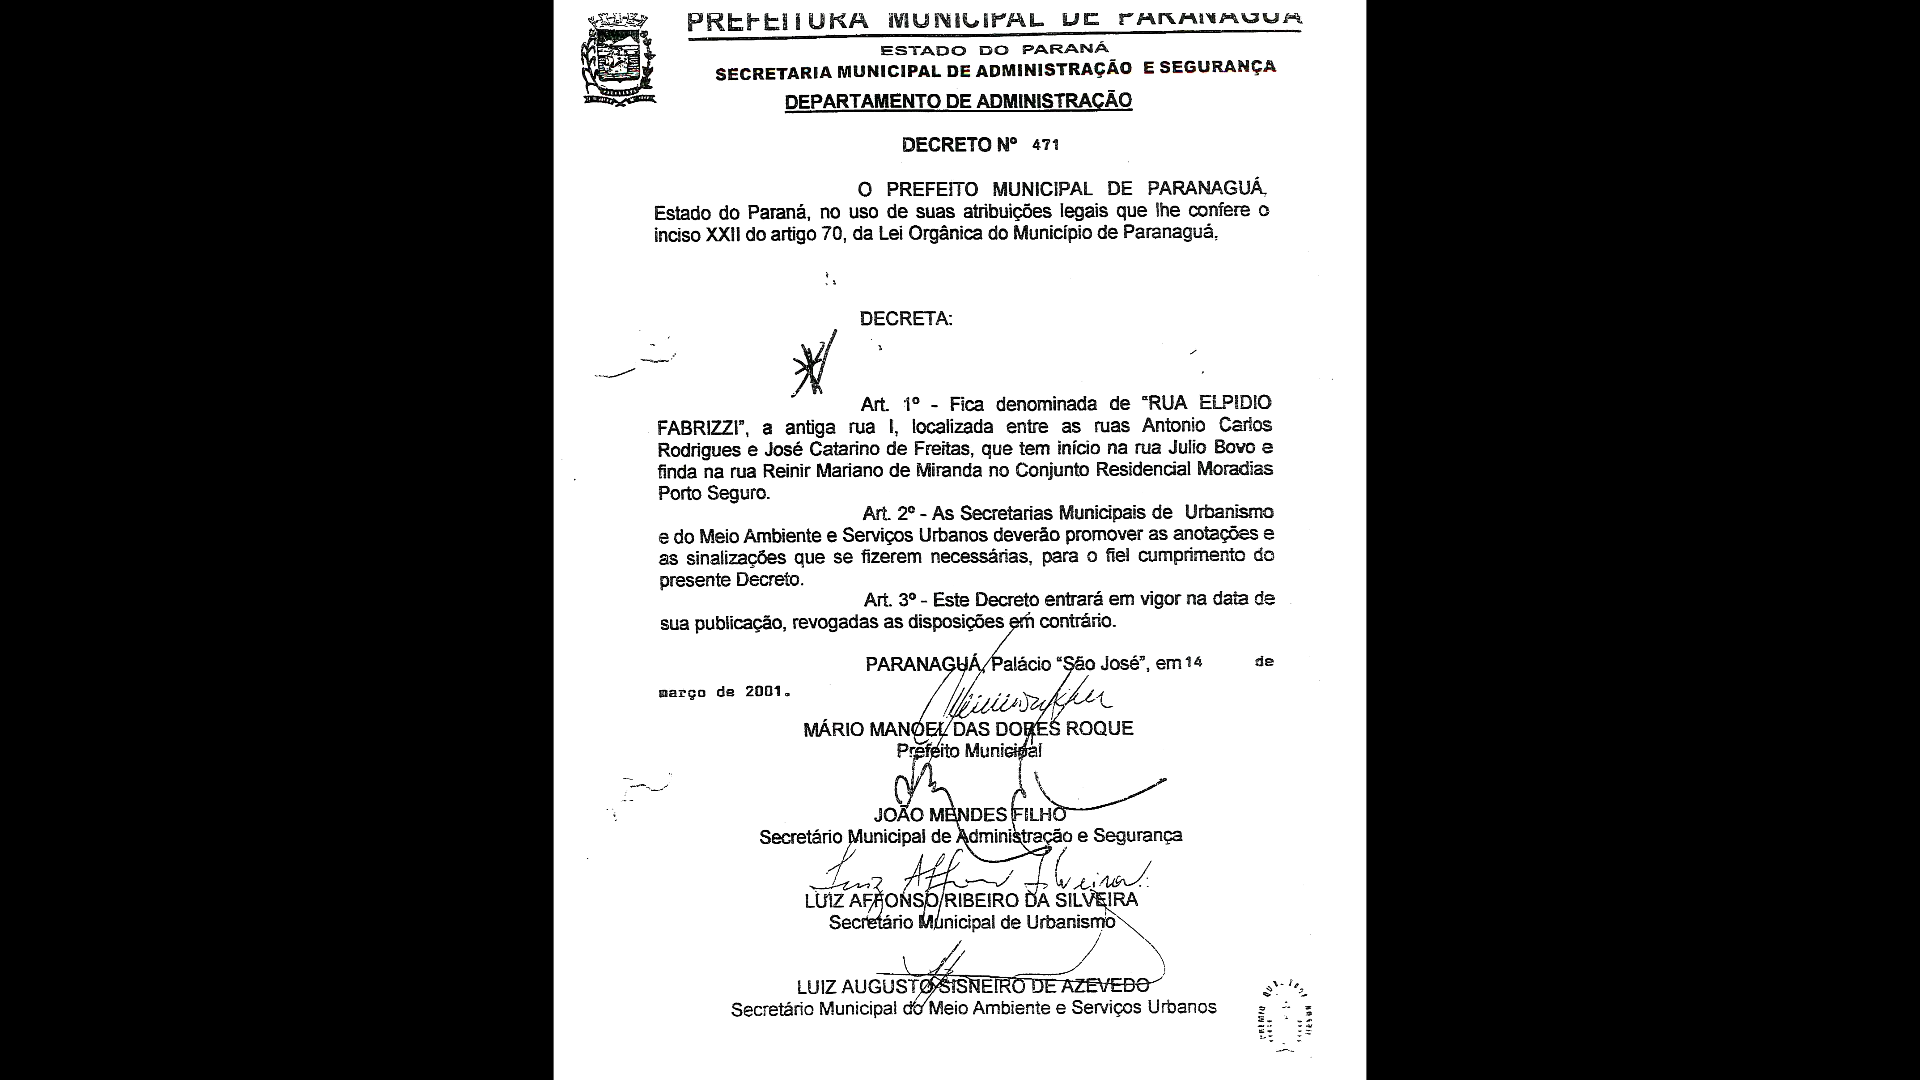 PREFEITURA MUNICIPAL DE PARANAGUÁ
ESTADO DO PARANÁ
SECRETARIA MUNICIPAL DE ADMINISTRAÇÃO E SEGURANÇA
DEPARTAMENTO DE ADMINISTRAÇÃO
DECRETO Nº 471
O PREFEITO MUNICIPAL DE PARANAGUÁ,
Estado do Paraná, no uso de suas atribuições legais que lhe confere o
inciso XXII do artigo 70, da Lei Orgânica do Município de Paranaguá,
DECRETA:
Art. 1º - Fica denominada de “RUA ELPIDIO
FABRIZZI”, a antiga rua I, localizada entre as ruas Antonio Carlos
Rodrigues e José Catarino de Freitas, que tem início na rua Julio Bovo e
finda na rua Reinir Mariano de Miranda no Conjunto Residencial Moradias
Porto Seguro.
Art. 2º - As Secretarias Municipais de Urbanismo
e do Meio Ambiente e Serviços Urbanos deverão promover as anotações e
as sinalizações que se fizerem necessárias, para o fiel cumprimento do
presente Decreto.
Art. 3º - Este Decreto entrará em vigor na data de
sua publicação, revogadas as disposições em contrário.
PARANAGUÁ, Palácio “São José”, em 14 de
março de 2001.
MÁRIO MANOEL DAS DORES ROQUE
Prefeito Municipal
JOÃO MENDES FILHO
Secretário Municipal de Administração e Segurança
Luiz Affonso Silveira
LUIZ AFFONSO RIBEIRO DA SILVEIRA
Secretário Municipal de Urbanismo
LUIZ AUGUSTO SISNEIRO DE AZEVEDO
Secretário Municipal do Meio Ambiente e Serviços Urbanos